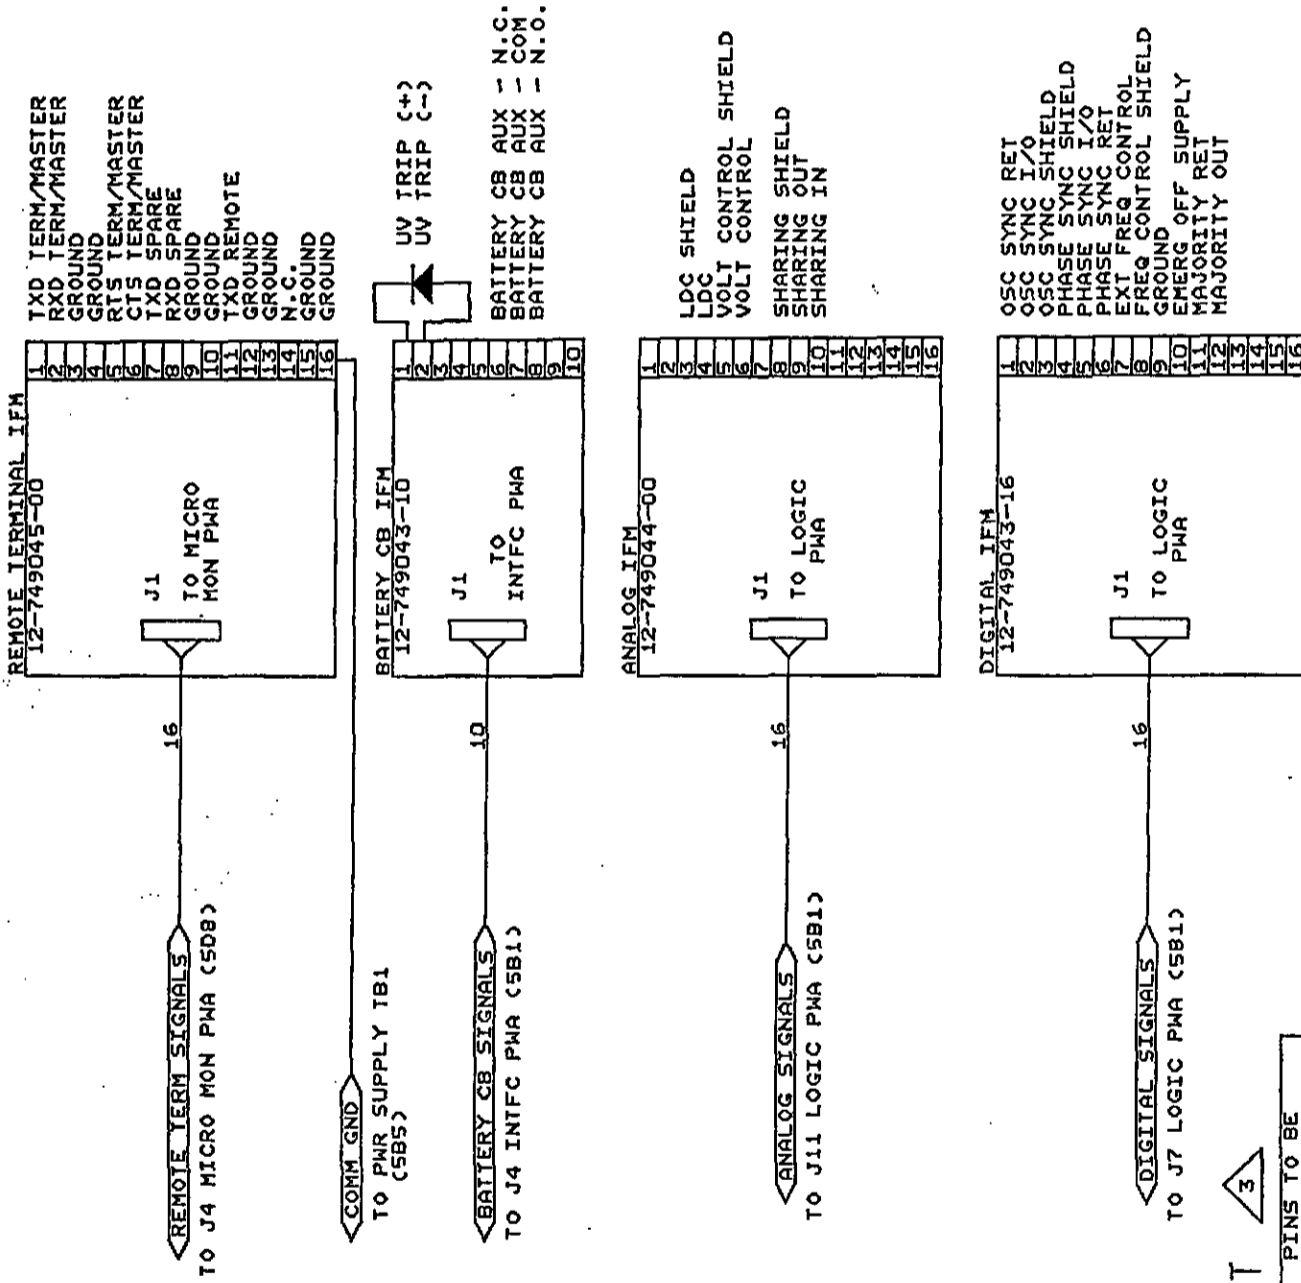 REMOTE TERMINAL IFM
12-749045-00
J1
TO MICRO
MON PWA
16
REMOTE TERM SIGNALS
TO J4 MICRO MON PWA (5D8)
1 TXD TERM/MASTER
2 RXD TERM/MASTER
3 GROUND
4 GROUND
5 RTS TERM/MASTER
6 CTS TERM/MASTER
7 TXD SPARE
8 RXD SPARE
9 GROUND
10 GROUND
11 TXD REMOTE
12 GROUND
13 GROUND
14 N.C.
15 GROUND
16 GROUND
COMM GND
TO PWR SUPPLY TB1
(5B5)
BATTERY CB IFM
12-749043-10
J1
TO
INTFC PWA
10
BATTERY CB SIGNALS
TO J4 INTFC PWA (5B1)
1 UV TRIP (+)
2 UV TRIP (-)
3
4
5
6 BATTERY CB AUX - N.C.
7 BATTERY CB AUX - COM
8 BATTERY CB AUX - N.O.
9
10
ANALOG IFM
12-749044-00
J1
TO LOGIC
PWA
16
ANALOG SIGNALS
TO J11 LOGIC PWA (5B1)
1
2
3 LDC SHIELD
4 LDC
5 VOLT CONTROL SHIELD
6 VOLT CONTROL
7
8 SHARING SHIELD
9 SHARING OUT
10 SHARING IN
11
12
13
14
15
16
DIGITAL IFM
12-749043-16
J1
TO LOGIC
PWA
16
DIGITAL SIGNALS
TO J7 LOGIC PWA (5B1)
1 OSC SYNC RET
2 OSC SYNC I/O
3 OSC SYNC SHIELD
4 PHASE SYNC SHIELD
5 PHASE SYNC I/O
6 PHASE SYNC RET
7 EXT FREQ CONTROL
8 FREQ CONTROL SHIELD
9 GROUND
10 EMERG OFF SUPPLY
11 MAJORITY RET
12 MAJORITY OUT
13
14
15
16
T 3
PINS TO BE